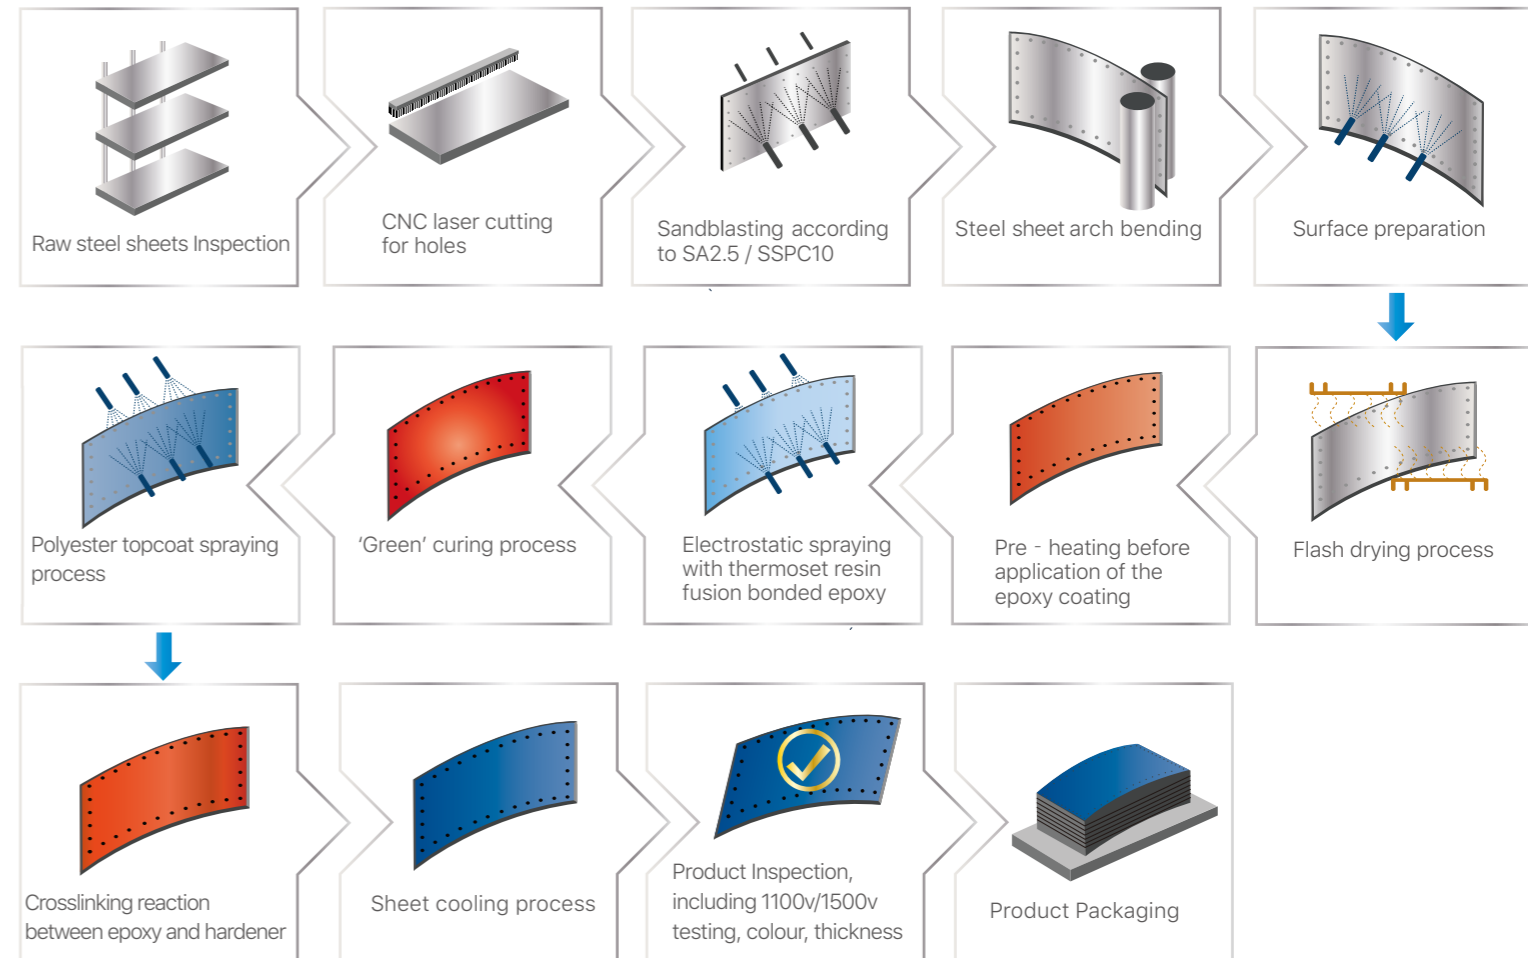 Raw steel sheets Inspection
CNC laser cutting
for holes
Sandblasting according
to SA2.5 / SSPC10
Steel sheet arch bending
Surface preparation
Flash drying process
Pre - heating before
application of the
epoxy coating
Electrostatic spraying
with thermoset resin
fusion bonded epoxy
‘Green’ curing process
Polyester topcoat spraying
process
Crosslinking reaction
between epoxy and hardener
Sheet cooling process
Product Inspection,
including 1100v/1500v
testing, colour, thickness
Product Packaging